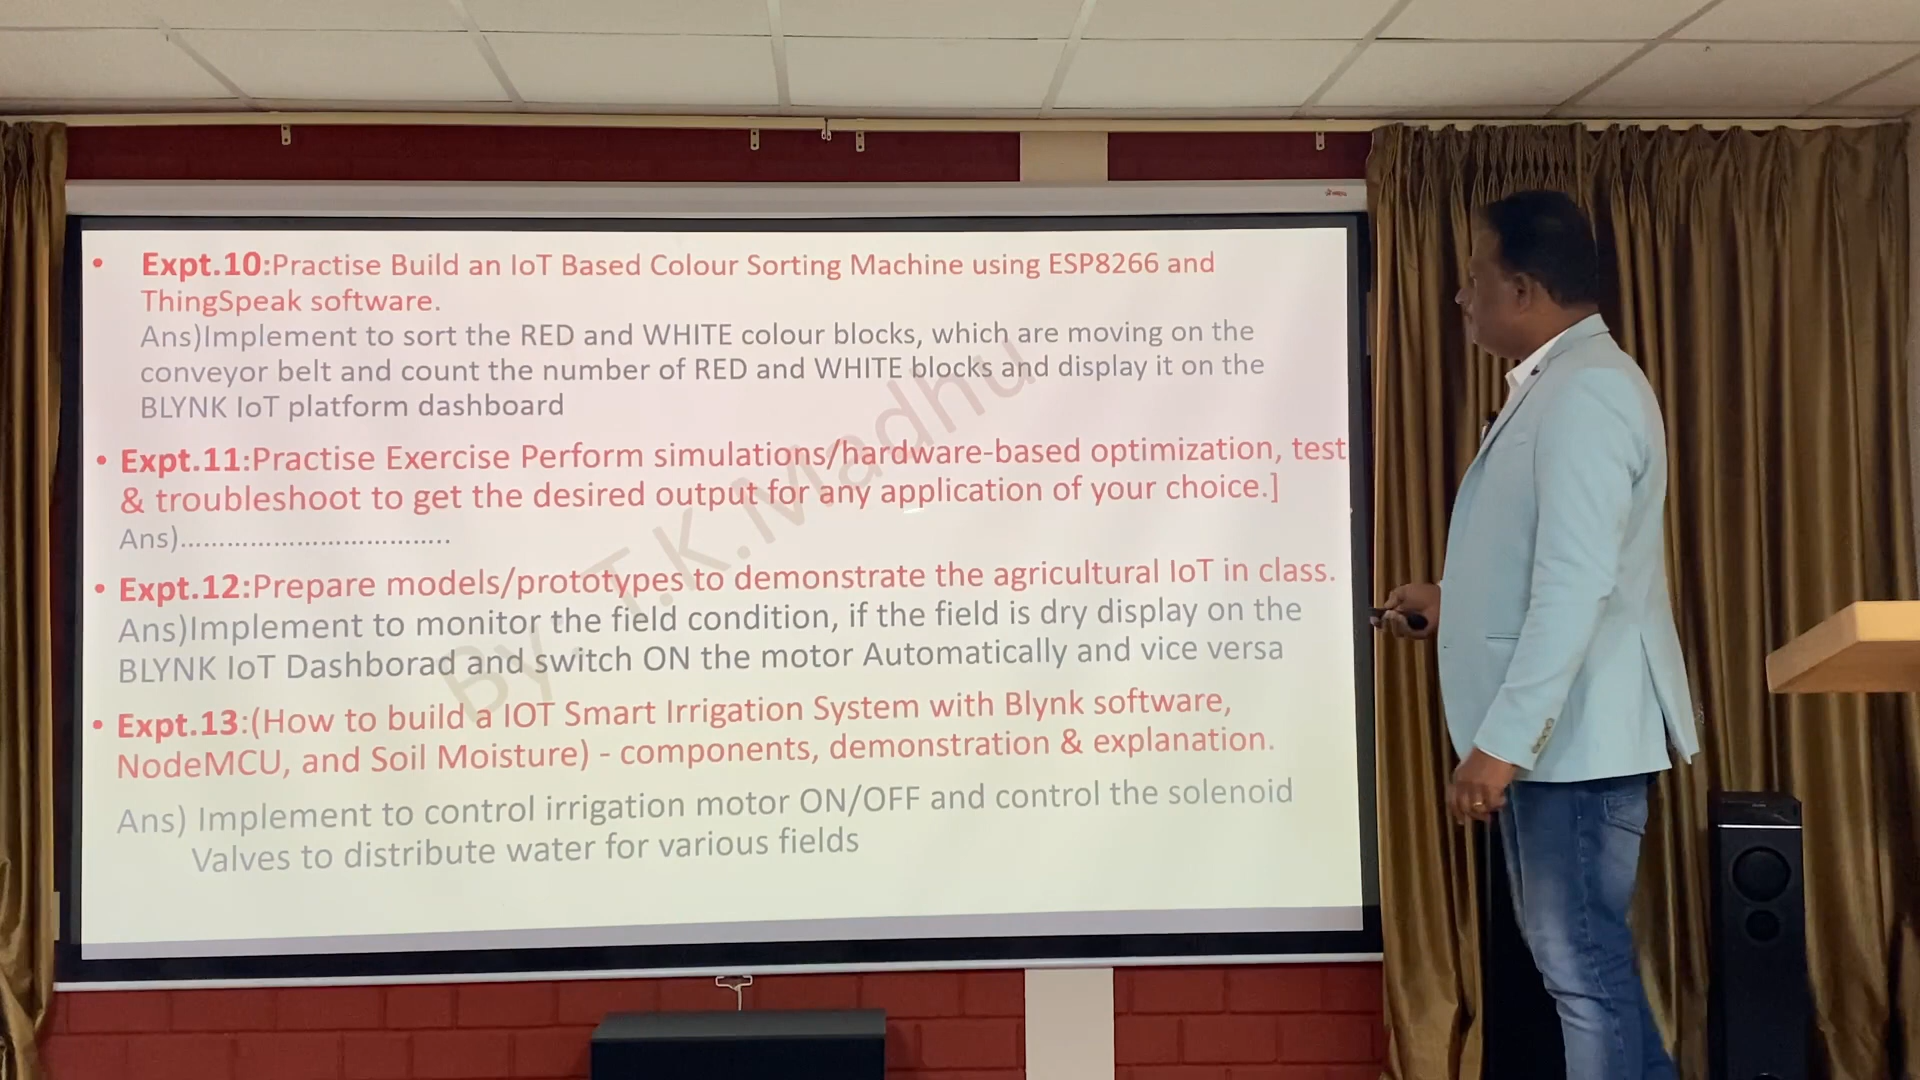 • Expt.10:Practise Build an IoT Based Colour Sorting Machine using ESP8266 and
ThingSpeak software.
Ans)Implement to sort the RED and WHITE colour blocks, which are moving on the
conveyor belt and count the number of RED and WHITE blocks and display it on the
BLYNK IoT platform dashboard
• Expt.11:Practise Exercise Perform simulations/hardware-based optimization, test
& troubleshoot to get the desired output for any application of your choice.]
Ans)..................................
• Expt.12:Prepare models/prototypes to demonstrate the agricultural IoT in class.
Ans)Implement to monitor the field condition, if the field is dry display on the
BLYNK IoT Dashborad and switch ON the motor Automatically and vice versa
• Expt.13:(How to build a IOT Smart Irrigation System with Blynk software,
NodeMCU, and Soil Moisture) - components, demonstration & explanation.
Ans) Implement to control irrigation motor ON/OFF and control the solenoid
Valves to distribute water for various fields
By T.K.Madhu